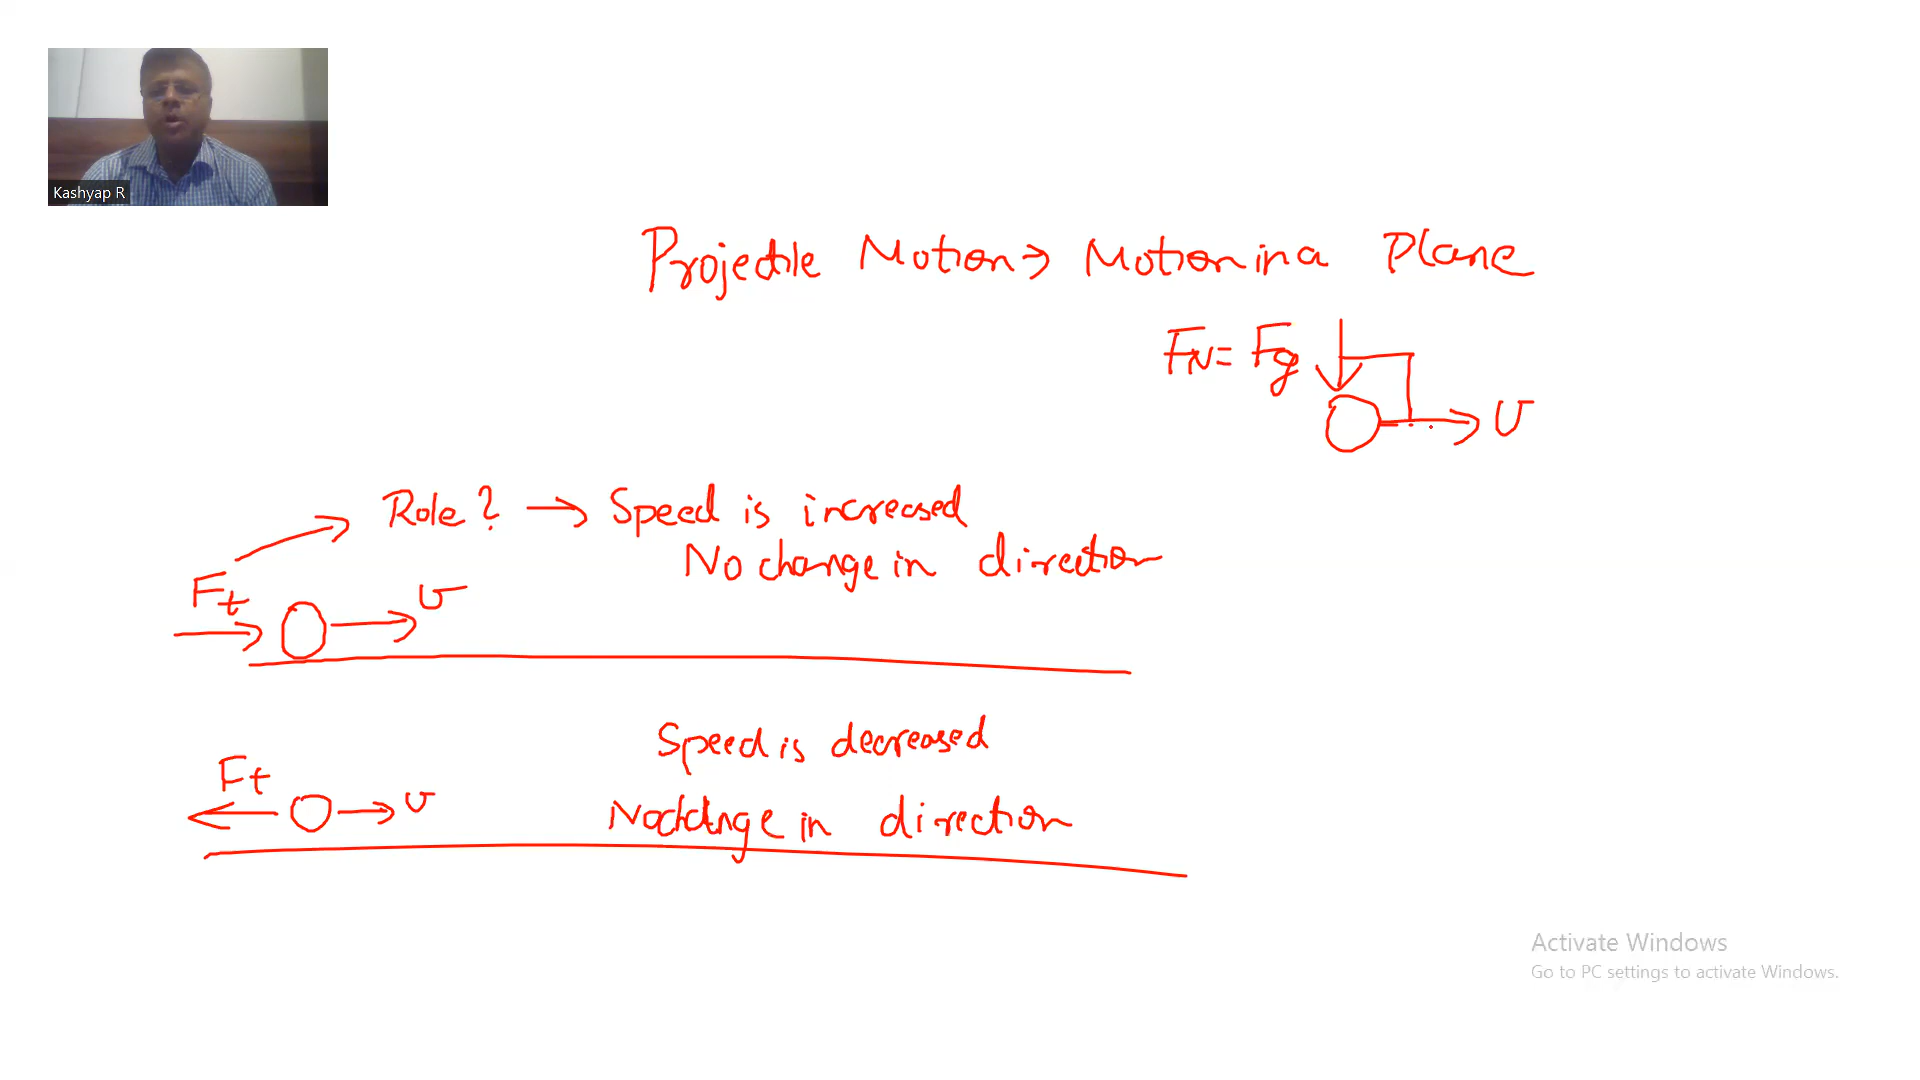 Kashyap R
Projectile Motion → Motion in a Plane
FN = Fg
v
Role? → Speed is increased
No change in direction
Ft
v
Speed is decreased
Ft
v
No change in direction
Activate Windows
Go to PC settings to activate Windows.